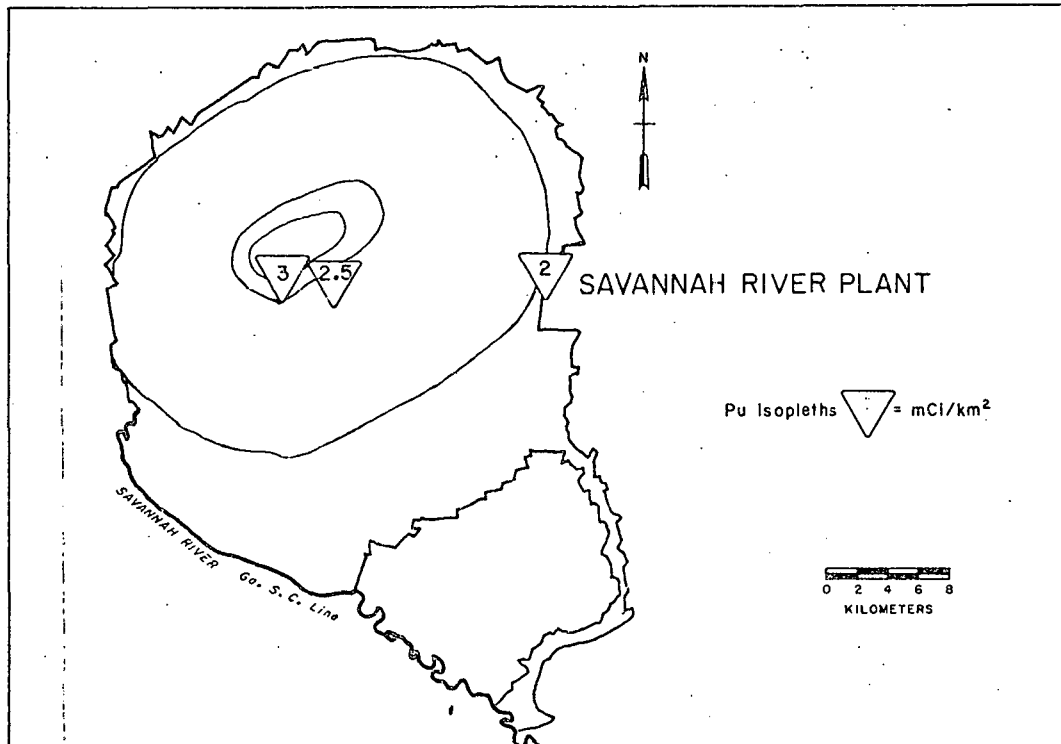 N
3
2.5
2
SAVANNAH RIVER PLANT
Pu Isopleths = mCi/km²
SAVANNAH RIVER
Ga. S. C. Line
0 2 4 6 8
KILOMETERS